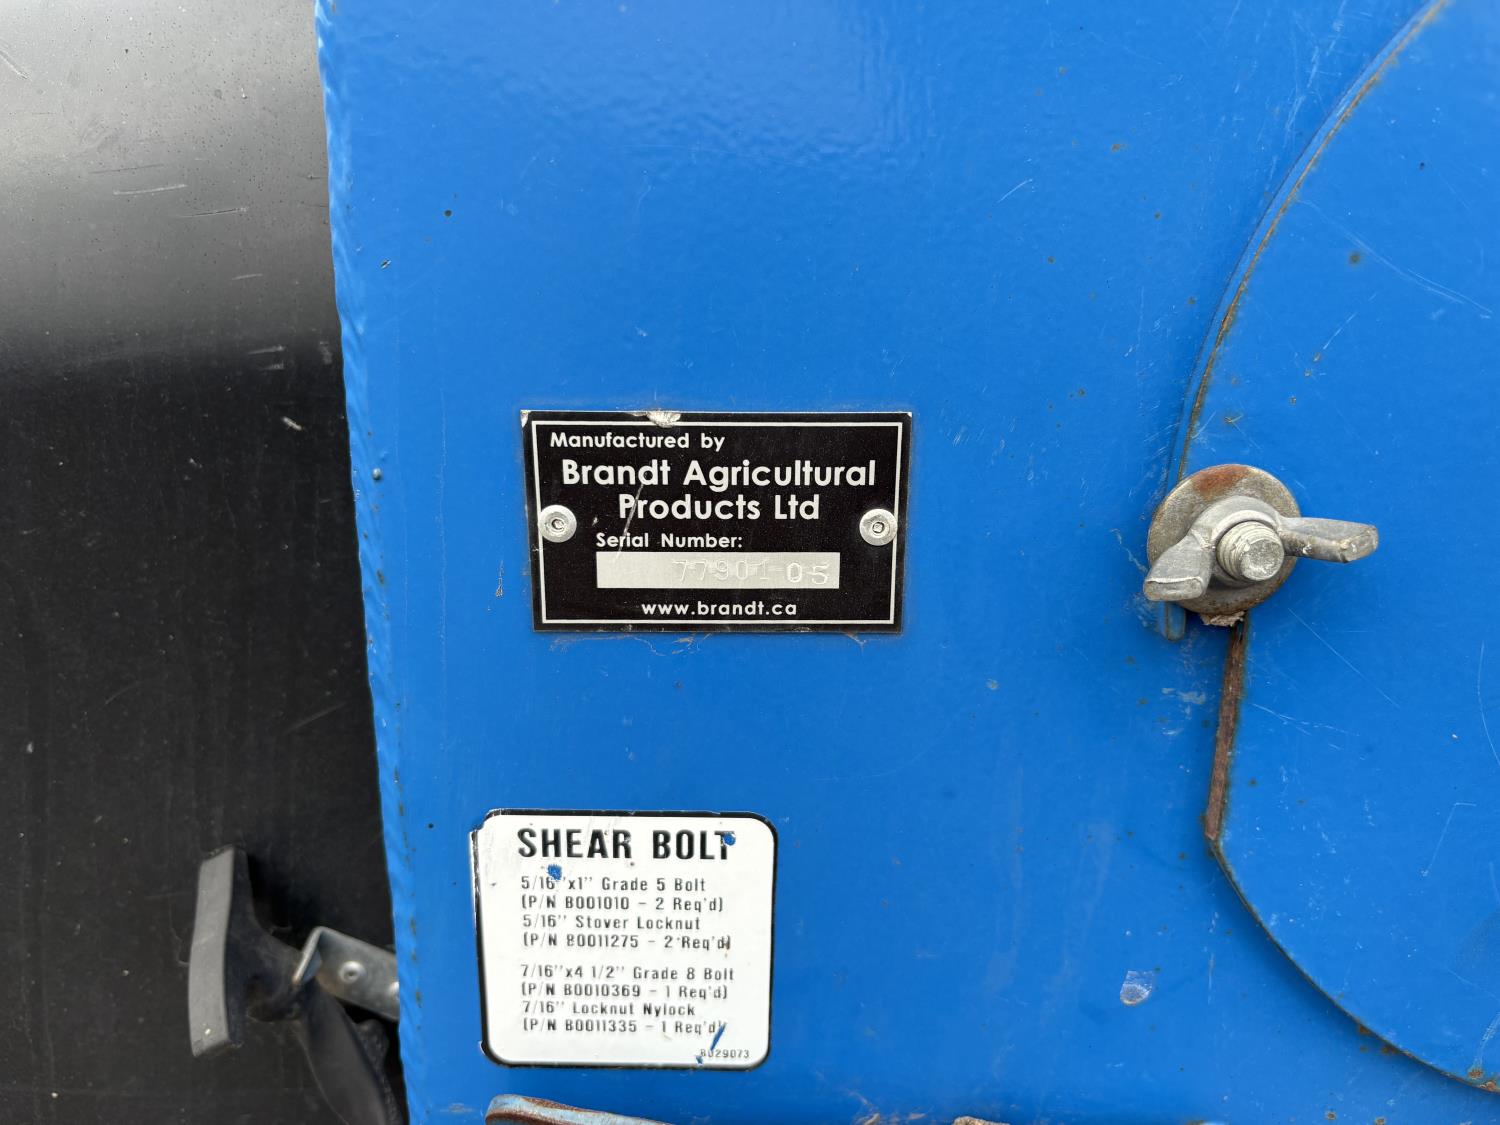 Manufactured by
Brandt Agricultural
Products Ltd
Serial Number:
77901 05
www.brandt.ca
SHEAR BOLT
5/16"x1" Grade 5 Bolt
(P/N B001010 - 2 Req'd)
5/16" Stover Locknut
(P/N B0011275 - 2 Req'd)
7/16"x4 1/2" Grade 8 Bolt
(P/N B0010369 - 1 Req'd)
7/16" Locknut Nylock
(P/N B0011335 - 1 Req'd)
B029073